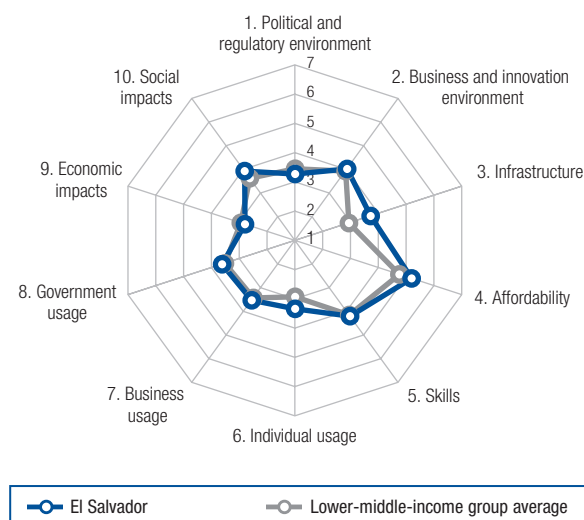 1. Political and
regulatory environment
7
10. Social
impacts
2. Business and innovation
environment
6
5
4
9. Economic
impacts
3. Infrastructure
3
2
1
8. Government
usage
4. Affordability
7. Business
usage
5. Skills
6. Individual usage
El Salvador
Lower-middle-income group average